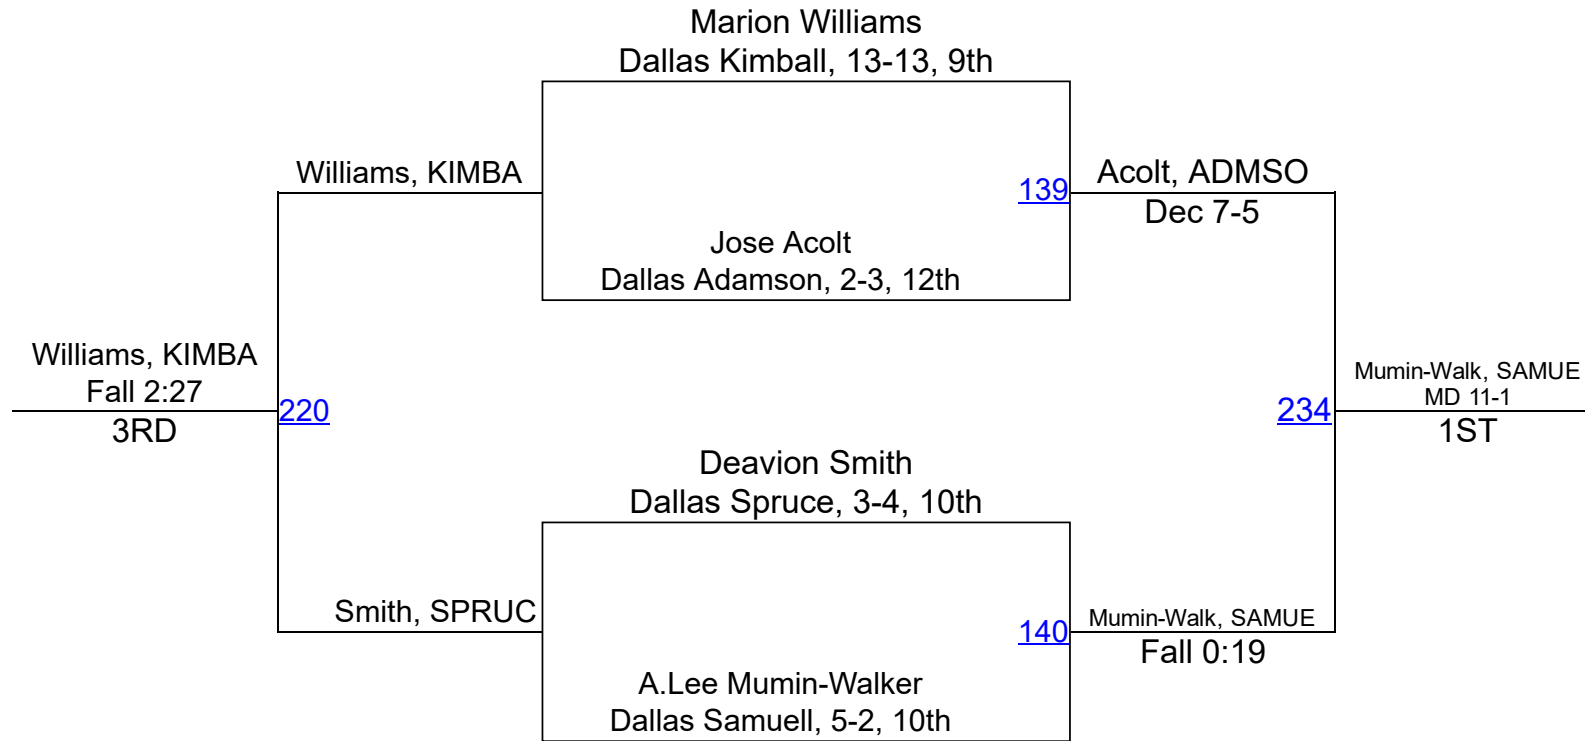 Marion Williams
Dallas Kimball, 13-13, 9th
Williams, KIMBA
139
Acolt, ADMSO
Dec 7-5
Jose Acolt
Dallas Adamson, 2-3, 12th
Williams, KIMBA
Fall 2:27
3RD
220
234
Mumin-Walk, SAMUE
MD 11-1
1ST
Deavion Smith
Dallas Spruce, 3-4, 10th
Smith, SPRUC
140
Mumin-Walk, SAMUE
Fall 0:19
A.Lee Mumin-Walker
Dallas Samuell, 5-2, 10th